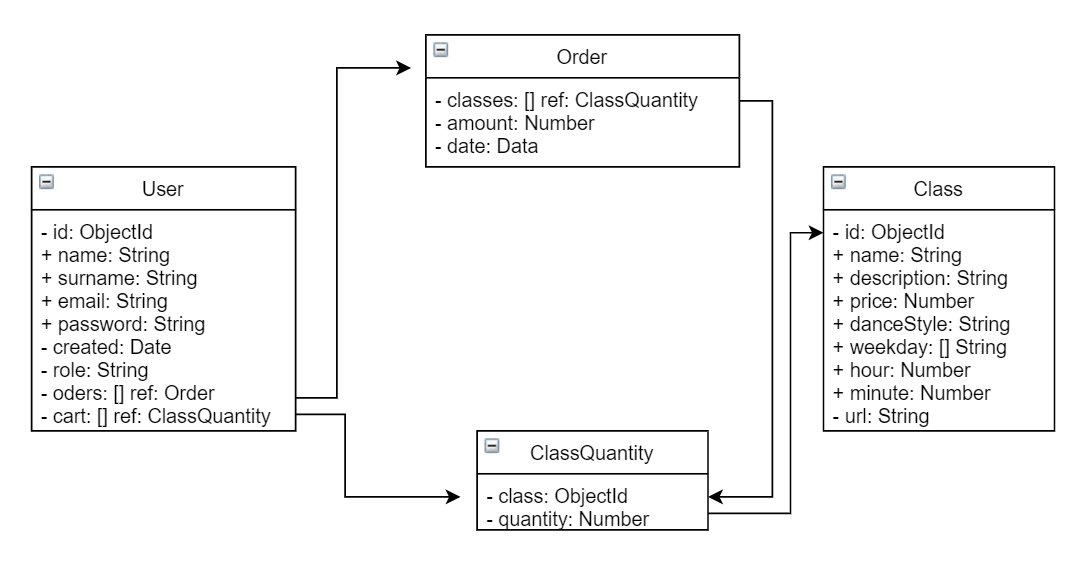 Order
- classes: [] ref: ClassQuantity
- amount: Number
- date: Data
User
- id: ObjectId
+ name: String
+ surname: String
+ email: String
+ password: String
- created: Date
- role: String
- oders: [] ref: Order
- cart: [] ref: ClassQuantity
Class
- id: ObjectId
+ name: String
+ description: String
+ price: Number
+ danceStyle: String
+ weekday: [] String
+ hour: Number
+ minute: Number
- url: String
ClassQuantity
- class: ObjectId
- quantity: Number